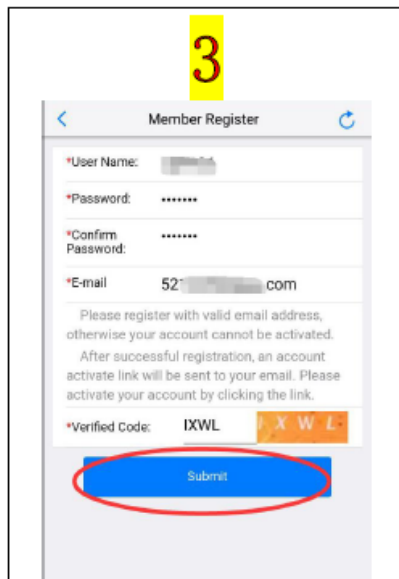 3
Member Register
*User Name:
*Password: •••••••
*Confirm •••••••
Password:
*E-mail 52 .com
Please register with valid email address,
otherwise your account cannot be activated.
After successful registration, an account
activate link will be sent to your email. Please
activate your account by clicking the link.
*Verified Code: IXWL I X W L
Submit